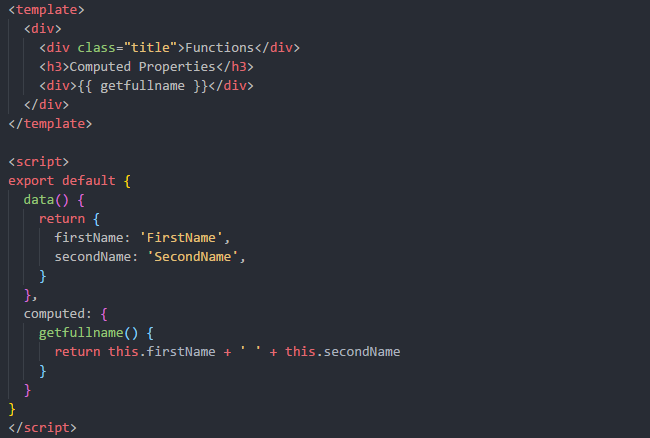 <template>
  <div>
    <div class="title">Functions</div>
    <h3>Computed Properties</h3>
    <div>{{ getfullname }}</div>
  </div>
</template>

<script>
export default {
  data() {
    return {
      firstName: 'FirstName',
      secondName: 'SecondName',
    }
  },
  computed: {
    getfullname() {
      return this.firstName + ' ' + this.secondName
    }
  }
}
</script>